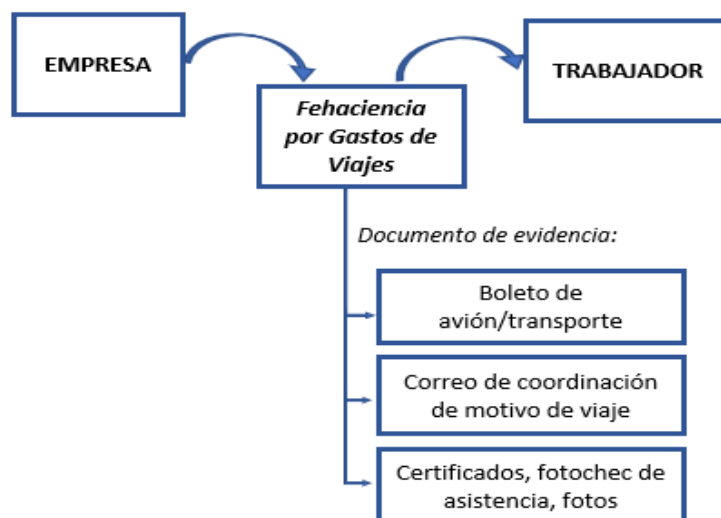 EMPRESA
TRABAJADOR
Fehaciencia
por Gastos de
Viajes
Documento de evidencia:
Boleto de
avión/transporte
Correo de coordinación
de motivo de viaje
Certificados, fotochec de
asistencia, fotos